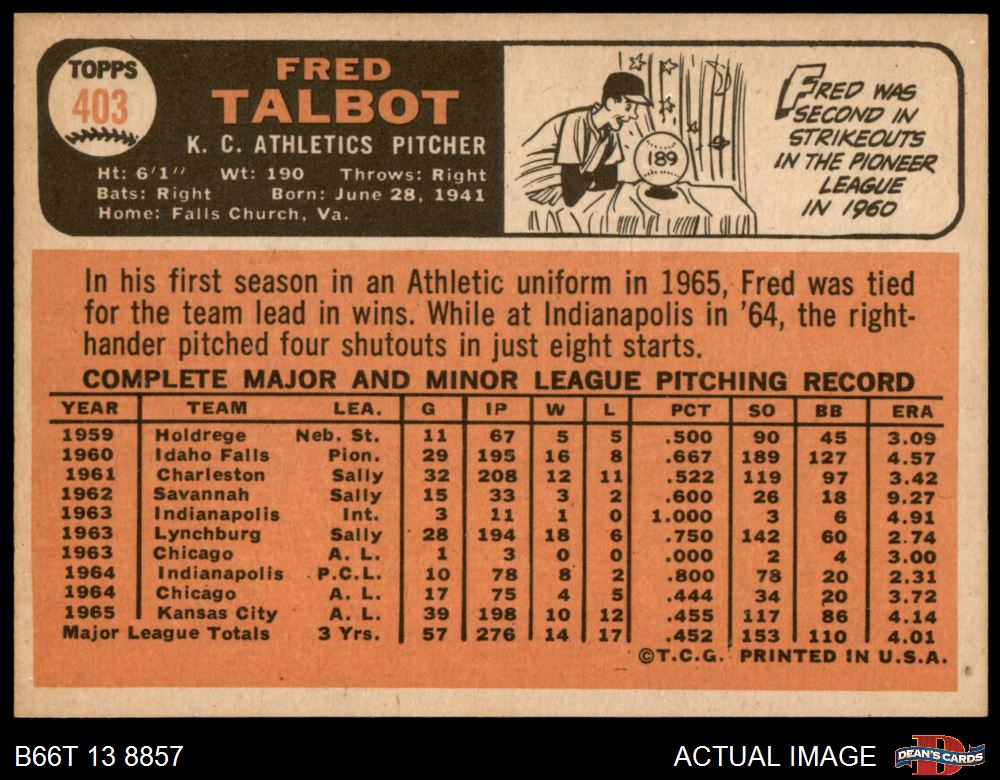 TOPPS
403
FRED
TALBOT
K. C. ATHLETICS PITCHER
Ht: 6'1" Wt: 190 Throws: Right
Bats: Right Born: June 28, 1941
Home: Falls Church, Va.
189
FRED WAS
SECOND IN
STRIKEOUTS
IN THE PIONEER
LEAGUE
IN 1960
In his first season in an Athletic uniform in 1965, Fred was tied
for the team lead in wins. While at Indianapolis in '64, the right-
hander pitched four shutouts in just eight starts.
COMPLETE MAJOR AND MINOR LEAGUE PITCHING RECORD
YEAR TEAM LEA. G IP W L PCT SO BB ERA
1959 Holdrege Neb. St. 11 67 5 5 .500 90 45 3.09
1960 Idaho Falls Pion. 29 195 16 8 .667 189 127 4.57
1961 Charleston Sally 32 208 12 11 .522 119 97 3.42
1962 Savannah Sally 15 33 3 2 .600 26 18 9.27
1963 Indianapolis Int. 3 11 1 0 1.000 3 6 4.91
1963 Lynchburg Sally 28 194 18 6 .750 142 60 2.74
1963 Chicago A. L. 1 3 0 0 .000 2 4 3.00
1964 Indianapolis P.C.L. 10 78 8 2 .800 78 20 2.31
1964 Chicago A. L. 17 75 4 5 .444 34 20 3.72
1965 Kansas City A. L. 39 198 10 12 .455 117 86 4.14
Major League Totals 3 Yrs. 57 276 14 17 .452 153 110 4.01
©T.C.G. PRINTED IN U.S.A.
B66T 13 8857
ACTUAL IMAGE
DEAN'S CARDS